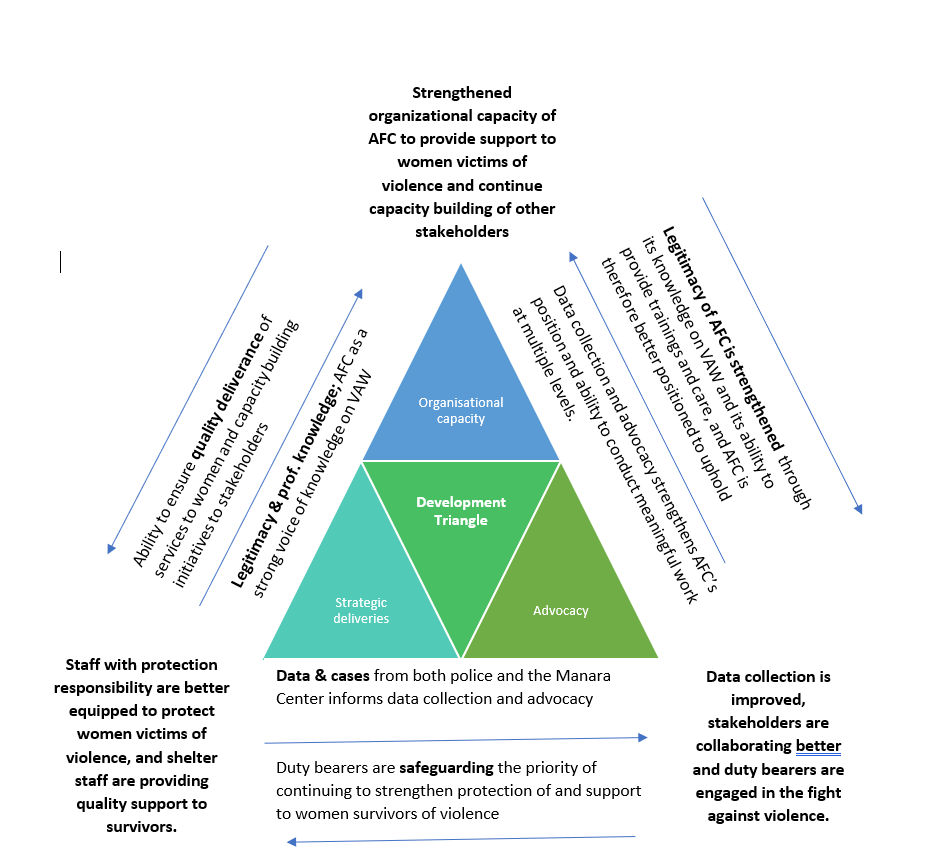 Strengthened
organizational capacity of
AFC to provide support to
women victims of
violence and continue
capacity building of other
stakeholders
Ability to ensure quality deliverance of
services to women and capacity building
initiatives to stakeholders
Legitimacy & prof. knowledge; AFC as a
strong voice of knowledge on VAW
Data collection and advocacy strengthens AFC's
position and ability to conduct meaningful work
at multiple levels.
Legitimacy of AFC is strengthened through
its knowledge on VAW and its ability to
provide trainings and care, and AFC is
therefore better positioned to uphold
Organisational
capacity
Development
Triangle
Strategic
deliveries
Advocacy
Staff with protection
responsibility are better
equipped to protect
women victims of
violence, and shelter
staff are providing
quality support to
survivors.
Data & cases from both police and the Manara
Center informs data collection and advocacy
Duty bearers are safeguarding the priority of
continuing to strengthen protection of and support
to women survivors of violence
Data collection is
improved,
stakeholders are
collaborating better
and duty bearers are
engaged in the fight
against violence.